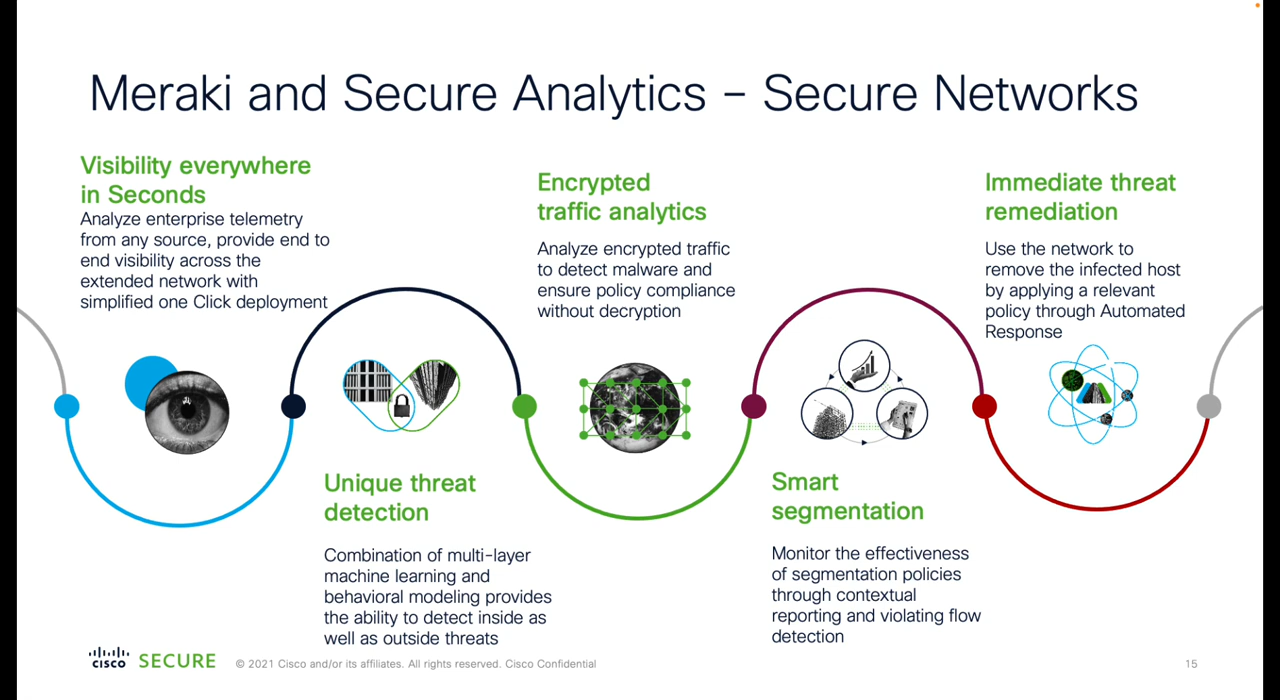 Meraki and Secure Analytics – Secure Networks
Visibility everywhere
in Seconds
Analyze enterprise telemetry
from any source, provide end to
end visibility across the
extended network with
simplified one Click deployment
Unique threat
detection
Combination of multi-layer
machine learning and
behavioral modeling provides
the ability to detect inside as
well as outside threats
Encrypted
traffic analytics
Analyze encrypted traffic
to detect malware and
ensure policy compliance
without decryption
Smart
segmentation
Monitor the effectiveness
of segmentation policies
through contextual
reporting and violating flow
detection
Immediate threat
remediation
Use the network to
remove the infected host
by applying a relevant
policy through Automated
Response
CISCO SECURE
© 2021 Cisco and/or its affiliates. All rights reserved. Cisco Confidential
15